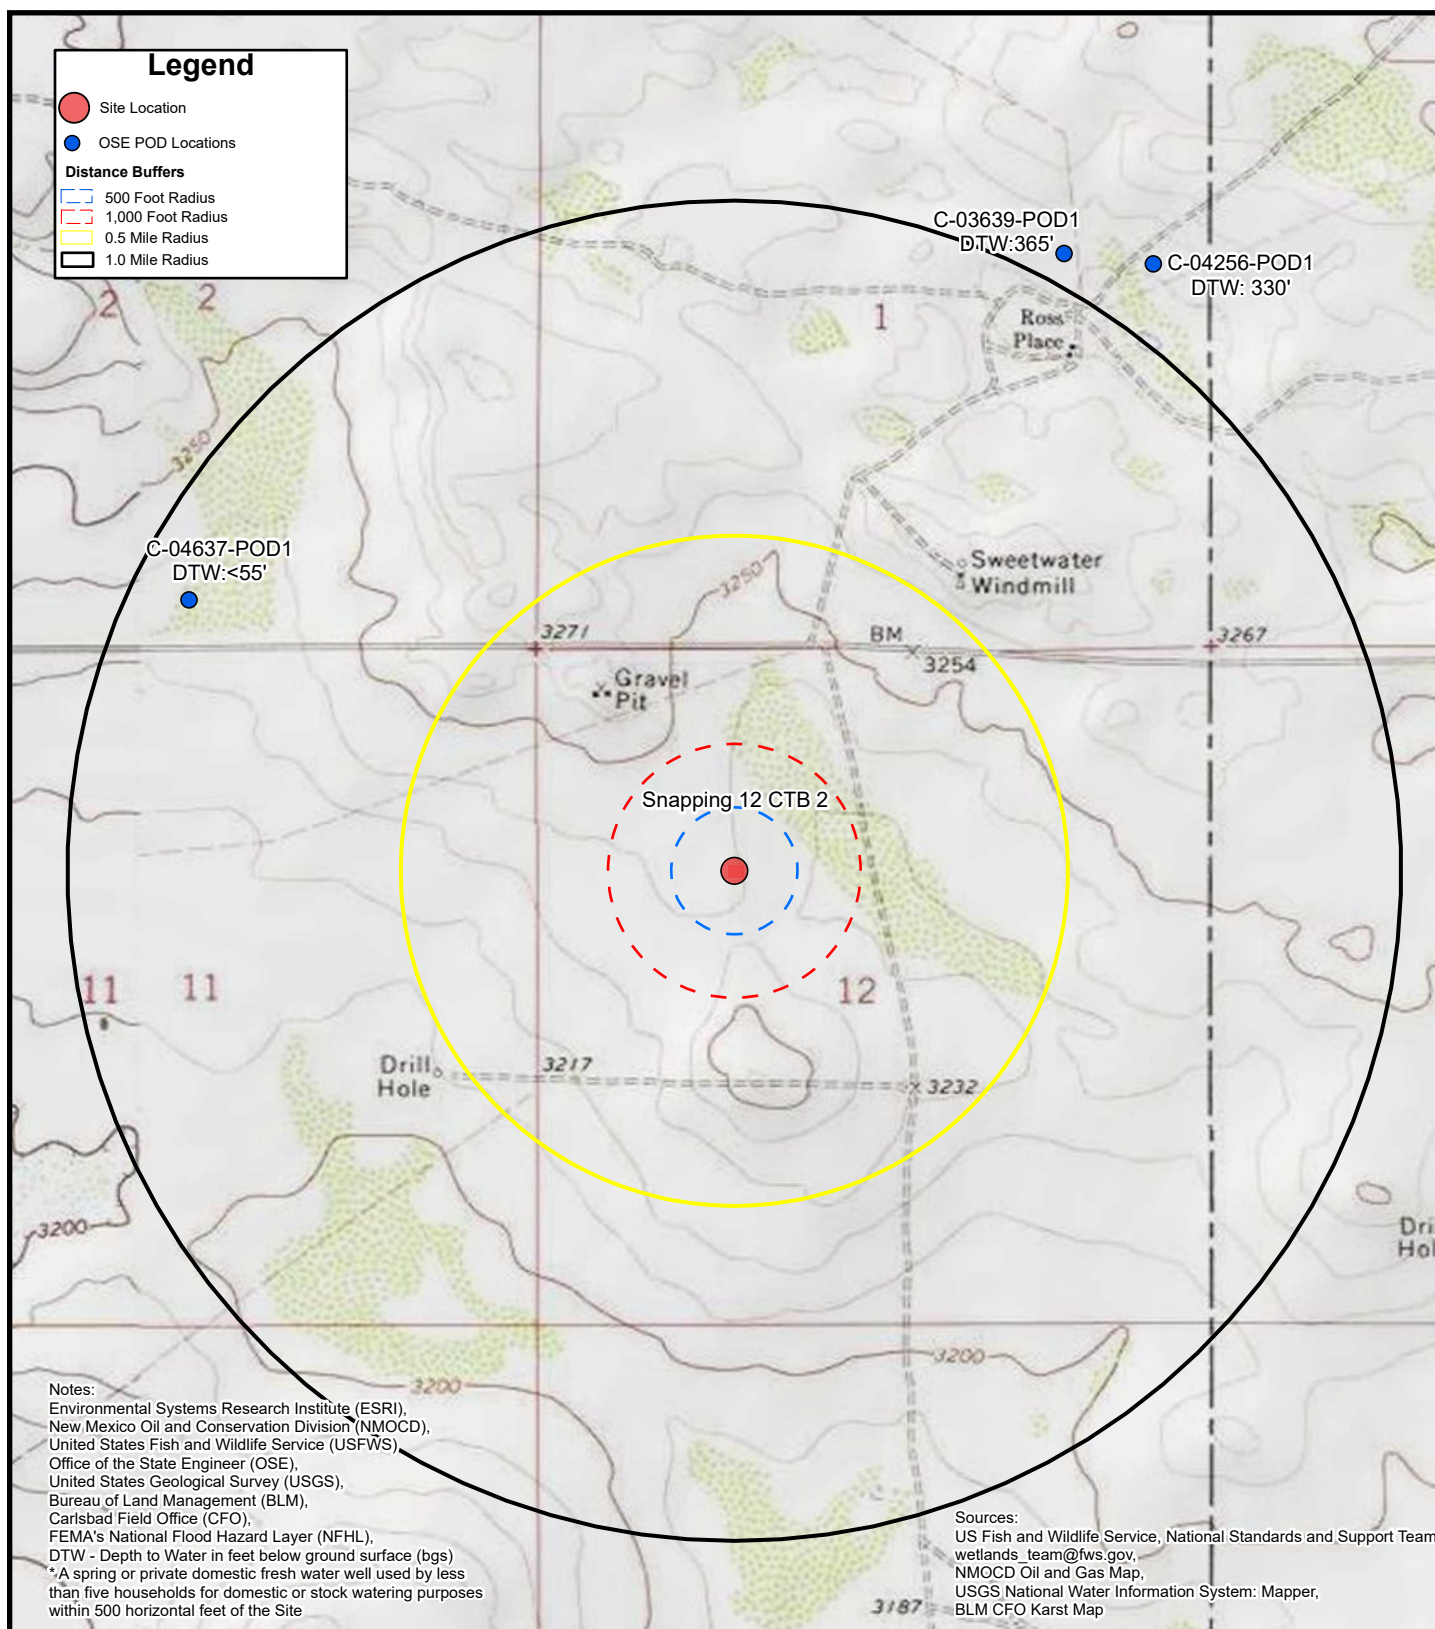 Legend
Site Location
OSE POD Locations
Distance Buffers
500 Foot Radius
1,000 Foot Radius
0.5 Mile Radius
1.0 Mile Radius
C-03639-POD1
DTW:365'
C-04256-POD1
DTW: 330'
2
2
1
Ross
Place
3250
C-04637-POD1
DTW:<55'
Sweetwater
Windmill
3250
3271
BM
3254
3267
Gravel
Pit
Snapping 12 CTB 2
11
11
12
Drill
Hole
3217
3232
3200
Dri
Hol
3200
3200
Notes:
Environmental Systems Research Institute (ESRI),
New Mexico Oil and Conservation Division (NMOCD),
United States Fish and Wildlife Service (USFWS)
Office of the State Engineer (OSE),
United States Geological Survey (USGS),
Bureau of Land Management (BLM),
Carlsbad Field Office (CFO),
FEMA's National Flood Hazard Layer (NFHL),
DTW - Depth to Water in feet below ground surface (bgs)
* A spring or private domestic fresh water well used by less
than five households for domestic or stock watering purposes
within 500 horizontal feet of the Site
3187
Sources:
US Fish and Wildlife Service, National Standards and Support Team
wetlands_team@fws.gov,
NMOCD Oil and Gas Map,
USGS National Water Information System: Mapper,
BLM CFO Karst Map